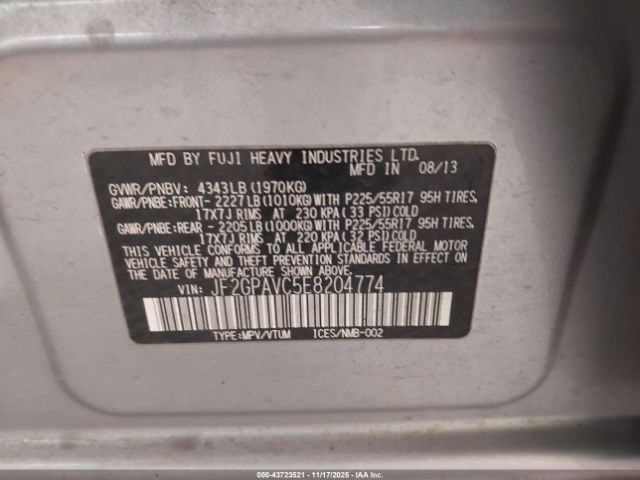 MFD BY FUJI HEAVY INDUSTRIES LTD.
MFD IN 08/13
GVWR/PNBV: 4343LB (1970KG)
GAWR/PNBE:FRONT- 2227LB(1010KG)WITH P225/55R17 95H TIRES,
17X7J RIMS AT 230 KPA (33 PSI)COLD
GAWR/PNBE:REAR - 2205LB(1000KG)WITH P225/55R17 95H TIRES,
17X7J RIMS AT 220 KPA(32 PSI)COLD
THIS VEHICLE CONFORMS TO ALL APPLICABLE FEDERAL MOTOR
VEHICLE SAFETY AND THEFT PREVENTION STANDARDS IN EFFECT
ON THE DATE OF MANUFACTURE SHOWN ABOVE.
VIN: JF2GPAVC5E8204774
TYPE:MPV/VTUM ICES/NMB-002
000-43723521 - 11/17/2025 - IAAI